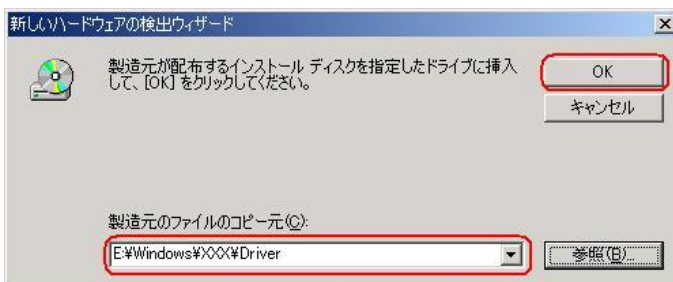 新しいハードウェアの検出ウィザード
製造元が配布するインストール ディスクを指定したドライブに挿入
して、[OK] をクリックしてください。
OK
キャンセル
製造元のファイルのコピー元(C):
E:¥Windows¥XXX¥Driver
参照(B)...